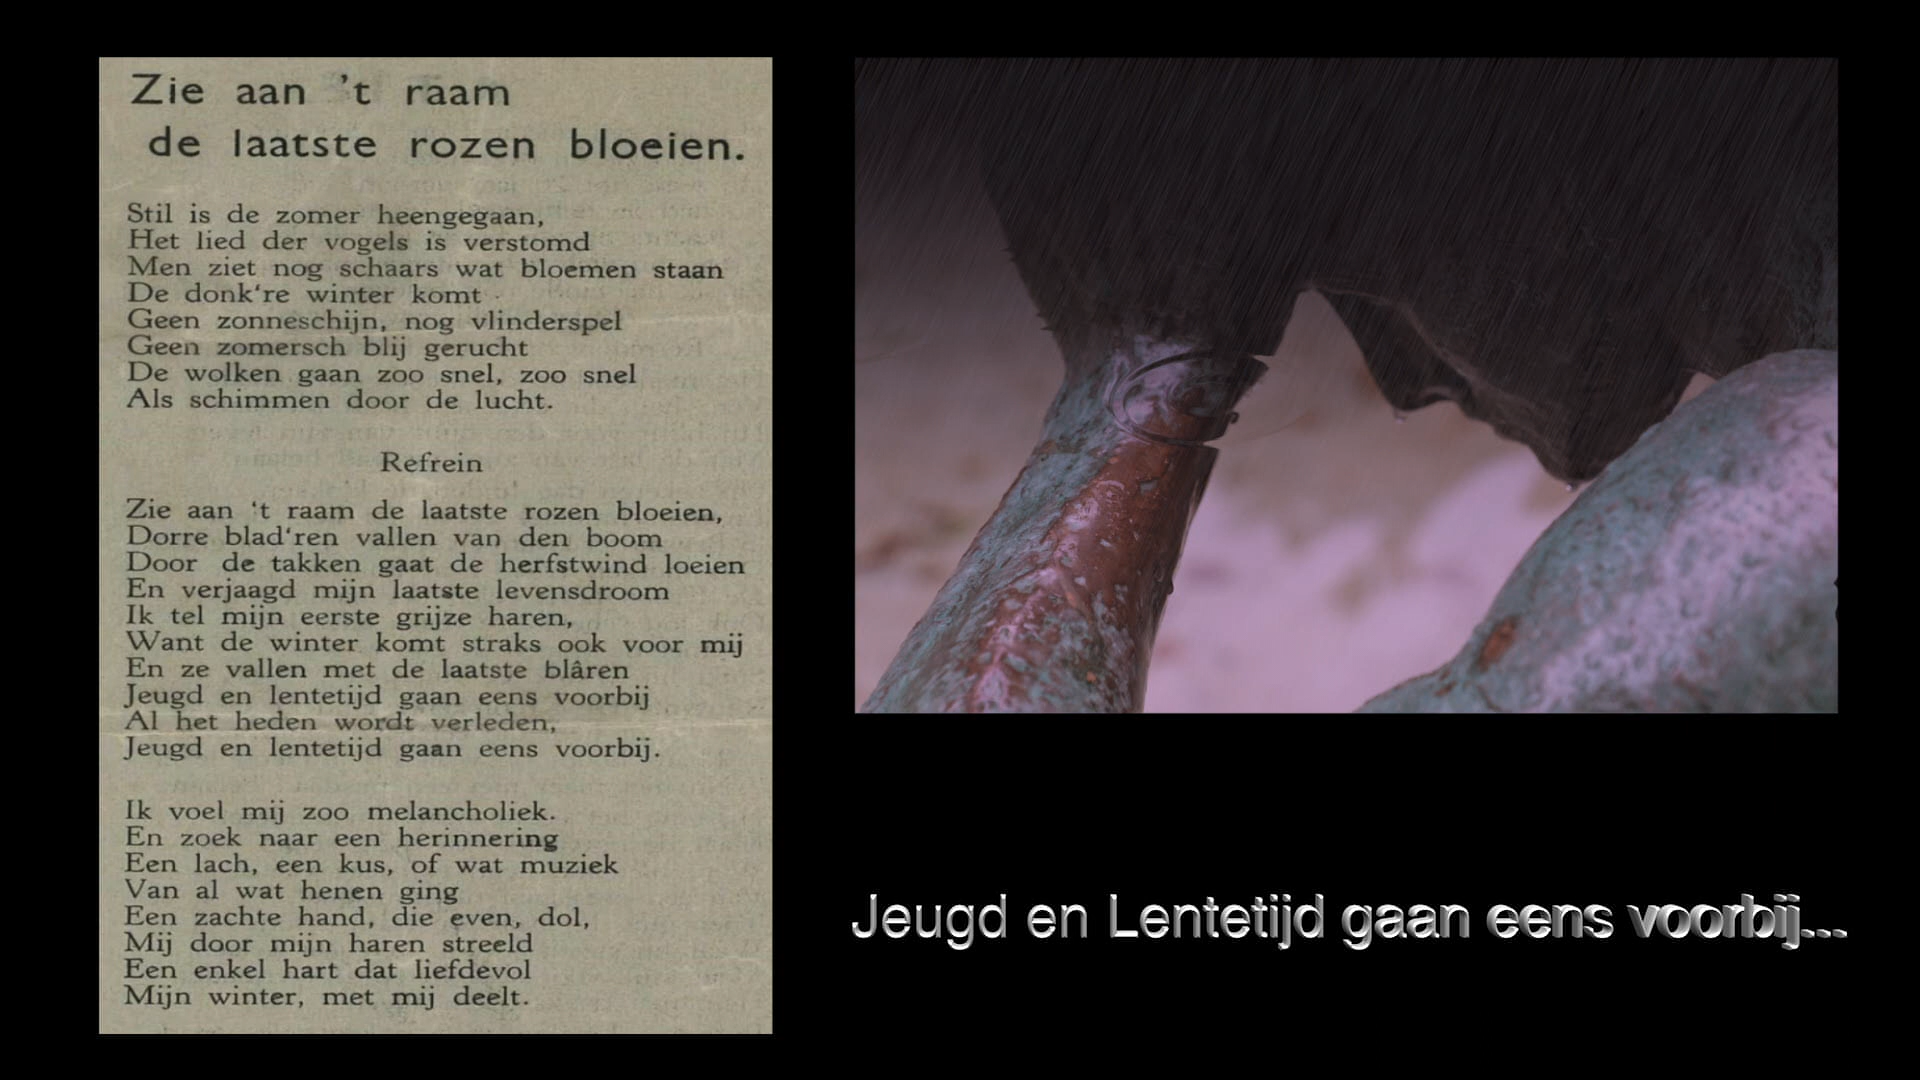 Zie aan 't raam
de laatste rozen bloeien.
Stil is de zomer heengegaan,
Het lied der vogels is verstomd
Men ziet nog schaars wat bloemen staan
De donk're winter komt
Geen zonneschijn, nog vlinderspel
Geen zomersch blij gerucht
De wolken gaan zoo snel, zoo snel
Als schimmen door de lucht.
Refrein
Zie aan 't raam de laatste rozen bloeien,
Dorre blad'ren vallen van den boom
Door de takken gaat de herfstwind loeien
En verjaagd mijn laatste levensdroom
Ik tel mijn eerste grijze haren,
Want de winter komt straks ook voor mij
En ze vallen met de laatste blâren
Jeugd en lentetijd gaan eens voorbij
Al het heden wordt verleden,
Jeugd en lentetijd gaan eens voorbij.
Ik voel mij zoo melancholiek.
En zoek naar een herinnering
Een lach, een kus, of wat muziek
Van al wat henen ging
Een zachte hand, die even, dol,
Mij door mijn haren streeld
Een enkel hart dat liefdevol
Mijn winter, met mij deelt.
Jeugd en Lentetijd gaan eens voorbij...